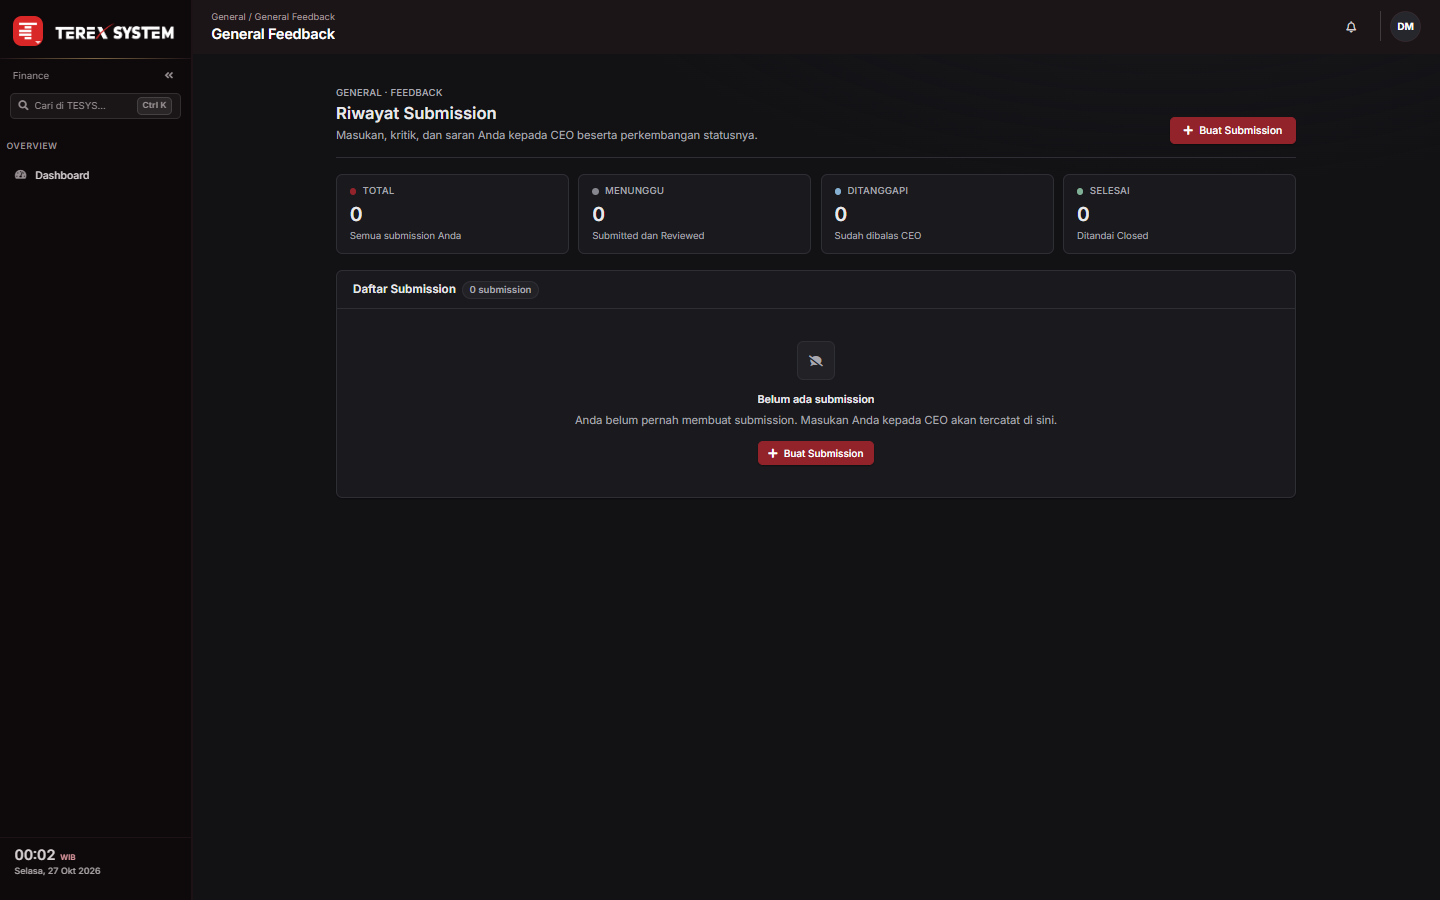 TEREX SYSTEM
Finance
Cari di TESYS...
Ctrl K
OVERVIEW
Dashboard
00:02 WIB
Selasa, 27 Okt 2026
General / General Feedback
General Feedback
DM
GENERAL · FEEDBACK
Riwayat Submission
Masukan, kritik, dan saran Anda kepada CEO beserta perkembangan statusnya.
Buat Submission
TOTAL
0
Semua submission Anda
MENUNGGU
0
Submitted dan Reviewed
DITANGGAPI
0
Sudah dibalas CEO
SELESAI
0
Ditandai Closed
Daftar Submission
0 submission
Belum ada submission
Anda belum pernah membuat submission. Masukan Anda kepada CEO akan tercatat di sini.
Buat Submission